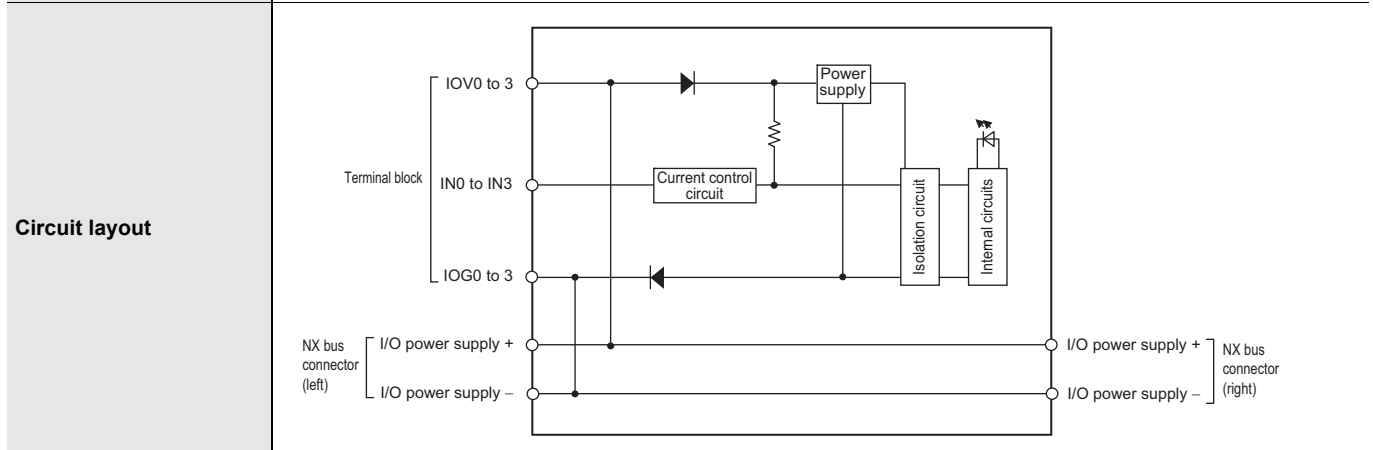 Circuit layout
Terminal block
IOV0 to 3
IN0 to IN3
IOG0 to 3
Current control
circuit
Power
supply
Isolation circuit
Internal circuits
NX bus
connector
(left)
I/O power supply +
I/O power supply −
I/O power supply +
I/O power supply −
NX bus
connector
(right)